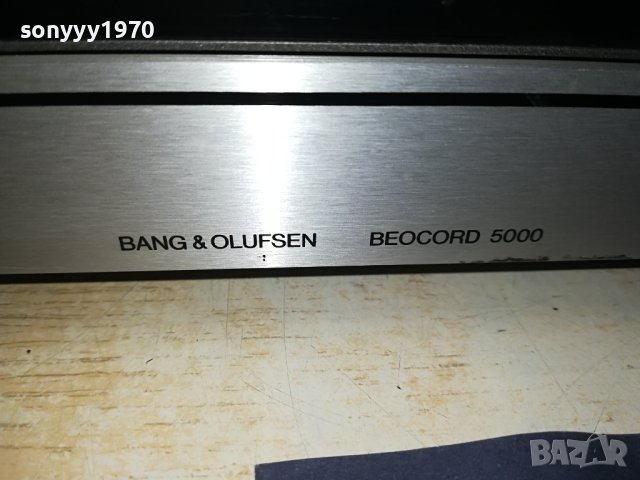 sonyyy1970
BANG & OLUFSEN BEOCORD 5000
BAZAR